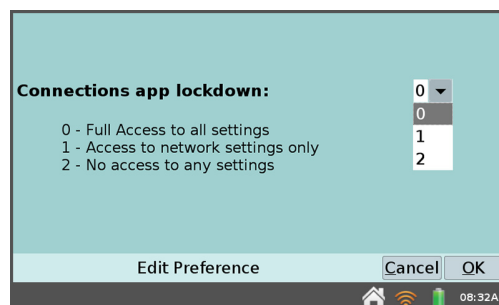 Connections app lockdown: 0
0
0 - Full Access to all settings
1
1 - Access to network settings only
2
2 - No access to any settings
Edit Preference Cancel OK
08:32A